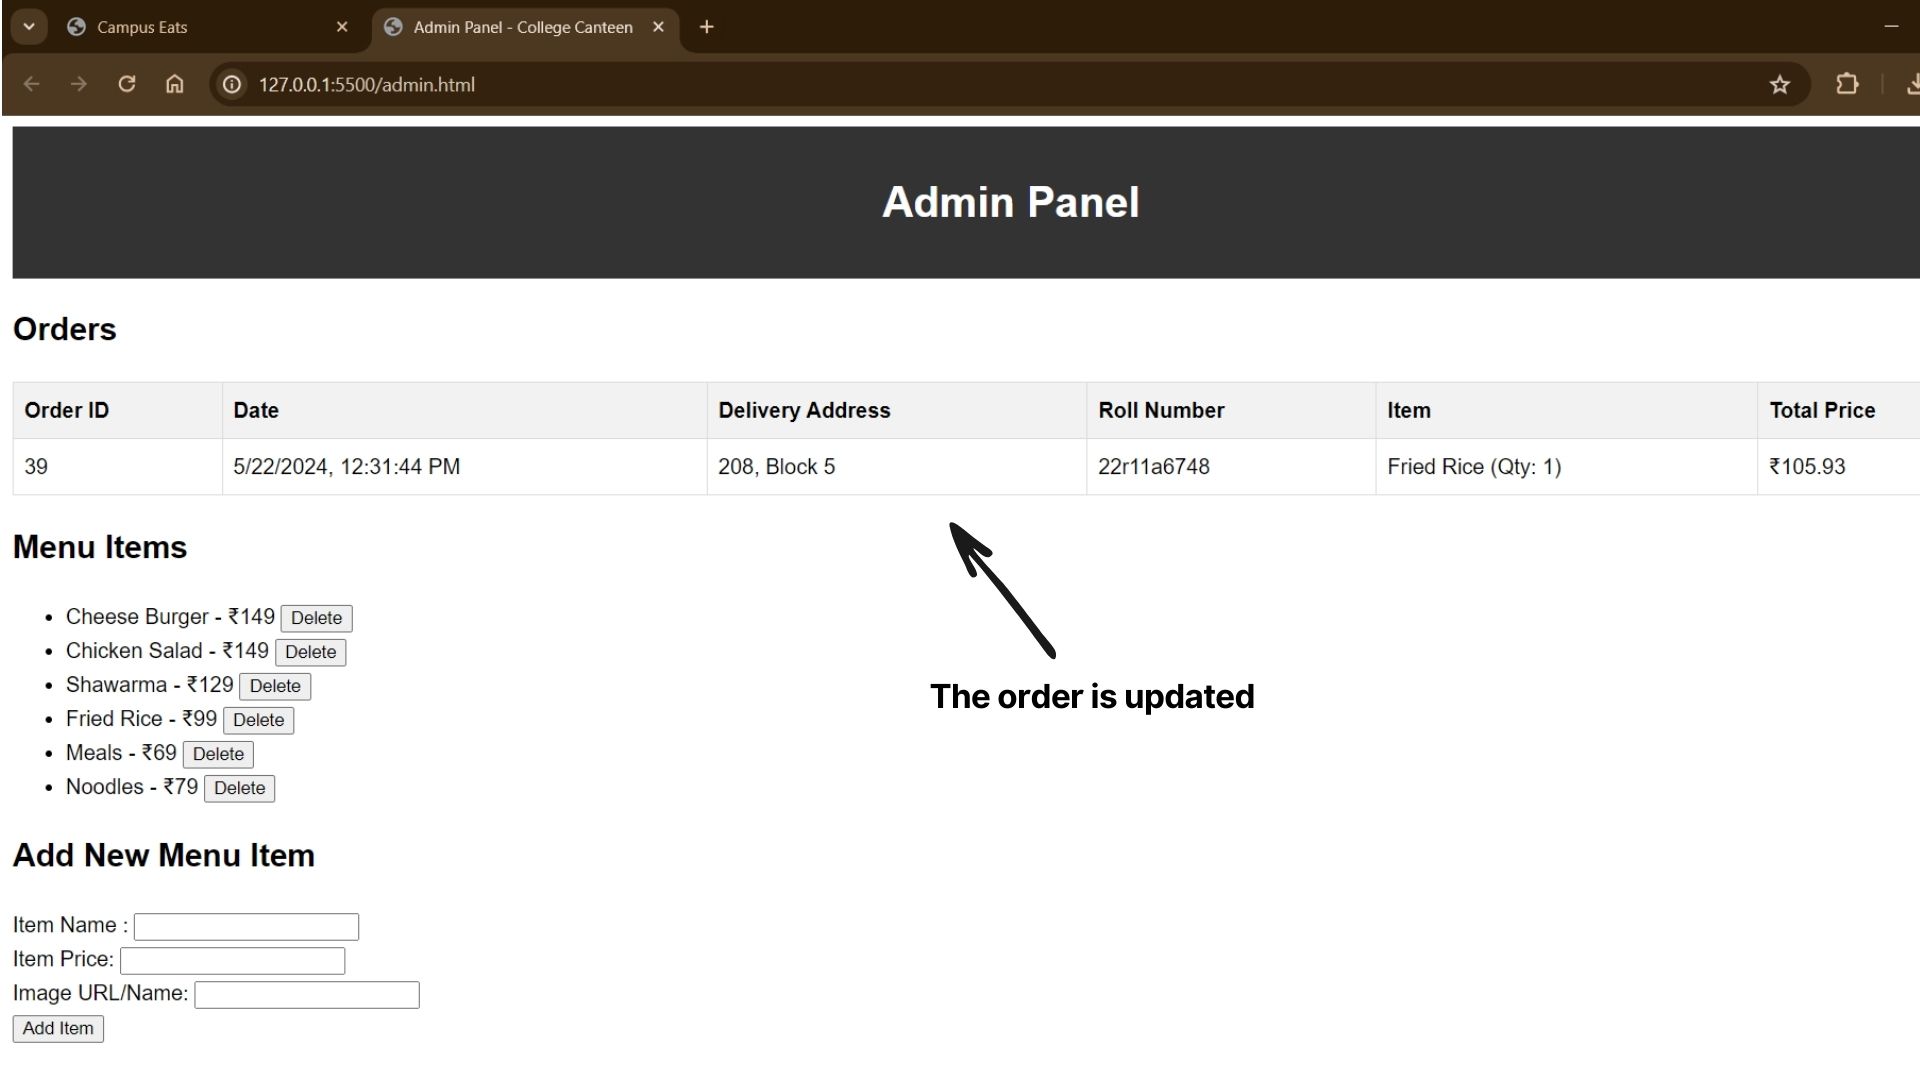 Campus Eats
Admin Panel - College Canteen
127.0.0.1:5500/admin.html
Admin Panel
Orders
Order ID Date Delivery Address Roll Number Item Total Price
39 5/22/2024, 12:31:44 PM 208, Block 5 22r11a6748 Fried Rice (Qty: 1) ₹105.93
Menu Items
Cheese Burger - ₹149 Delete
Chicken Salad - ₹149 Delete
Shawarma - ₹129 Delete
Fried Rice - ₹99 Delete
Meals - ₹69 Delete
Noodles - ₹79 Delete
The order is updated
Add New Menu Item
Item Name :
Item Price:
Image URL/Name:
Add Item